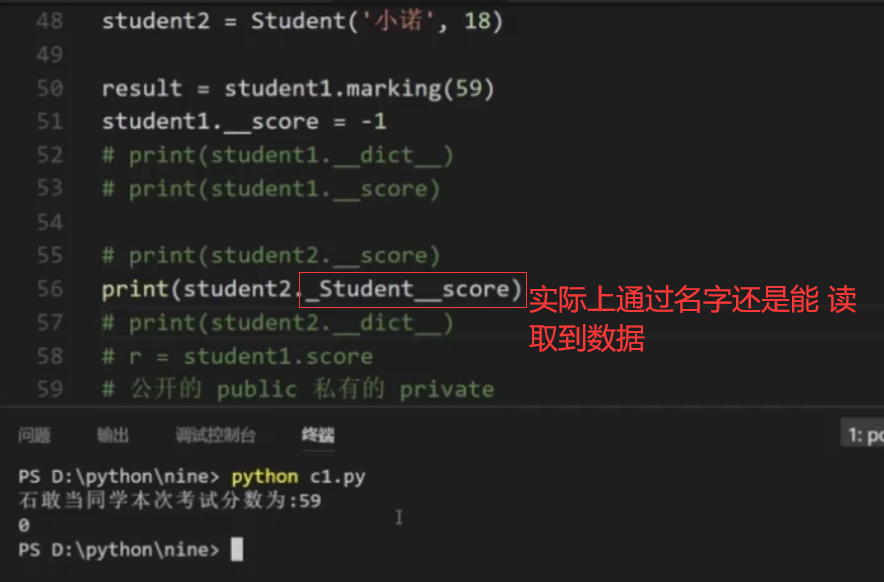 48 student2 = Student('小诺', 18)
49
50 result = student1.marking(59)
51 student1.__score = -1
52 # print(student1.__dict__)
53 # print(student1.__score)
54
55 # print(student2.__score)
56 print(student2._Student__score)
实际上通过名字还是能 读
取到数据
57 # print(student2.__dict__)
58 # r = student1.score
59 # 公开的 public 私有的 private
问题 输出 调试控制台 终端 1: po
PS D:\python\nine> python c1.py
石敢当同学本次考试分数为:59
0
PS D:\python\nine>